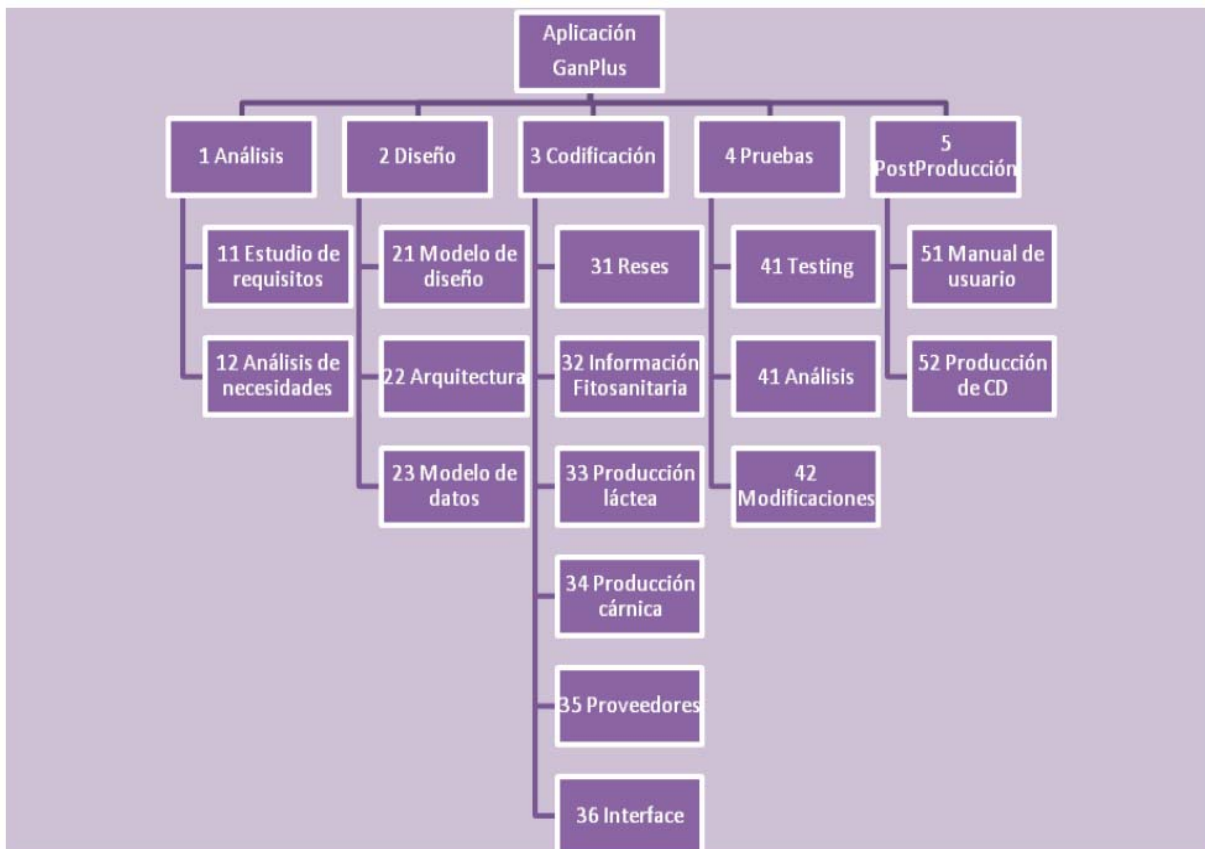 Aplicación
GanPlus
1 Análisis
2 Diseño
3 Codificación
4 Pruebas
5
PostProducción
11 Estudio de
requisitos
12 Análisis de
necesidades
21 Modelo de
diseño
22 Arquitectura
23 Modelo de
datos
31 Reses
32 Información
Fitosanitaria
33 Producción
láctea
34 Producción
cárnica
35 Proveedores
36 Interface
41 Testing
41 Análisis
42
Modificaciones
51 Manual de
usuario
52 Producción
de CD